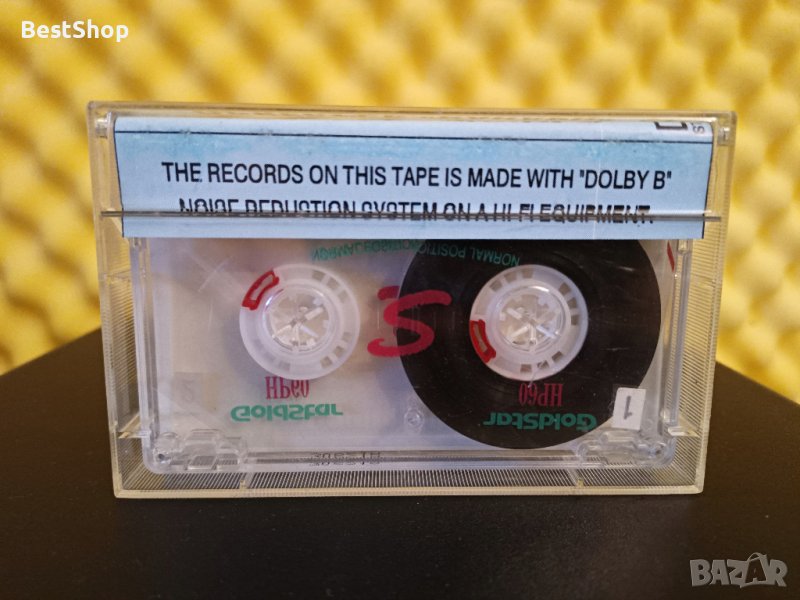 BestShop
THE RECORDS ON THIS TAPE IS MADE WITH "DOLBY B"
NOISE REDUCTION SYSTEM ON A HI FI EQUIPMENT.
NORMAL POSITION
S
HP60
HP60
GoldStar
GoldStar
1
BAZAR